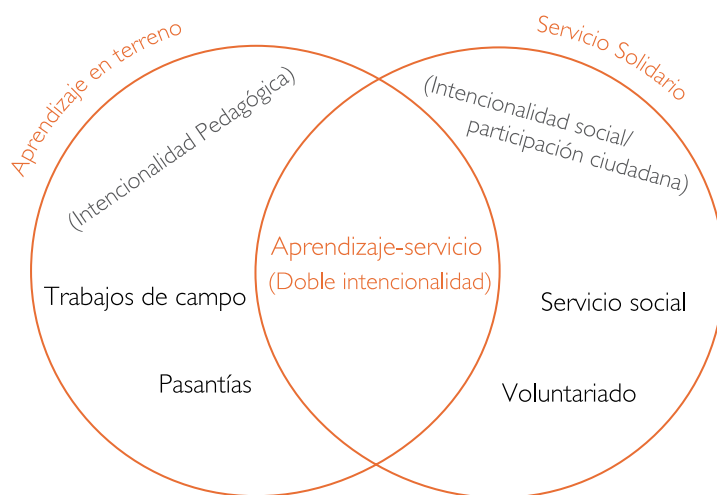 Aprendizaje en terreno
(Intencionalidad Pedagógica)
Servicio Solidario
(Intencionalidad social/
participación ciudadana)
Aprendizaje-servicio
(Doble intencionalidad)
Trabajos de campo
Pasantías
Servicio social
Voluntariado